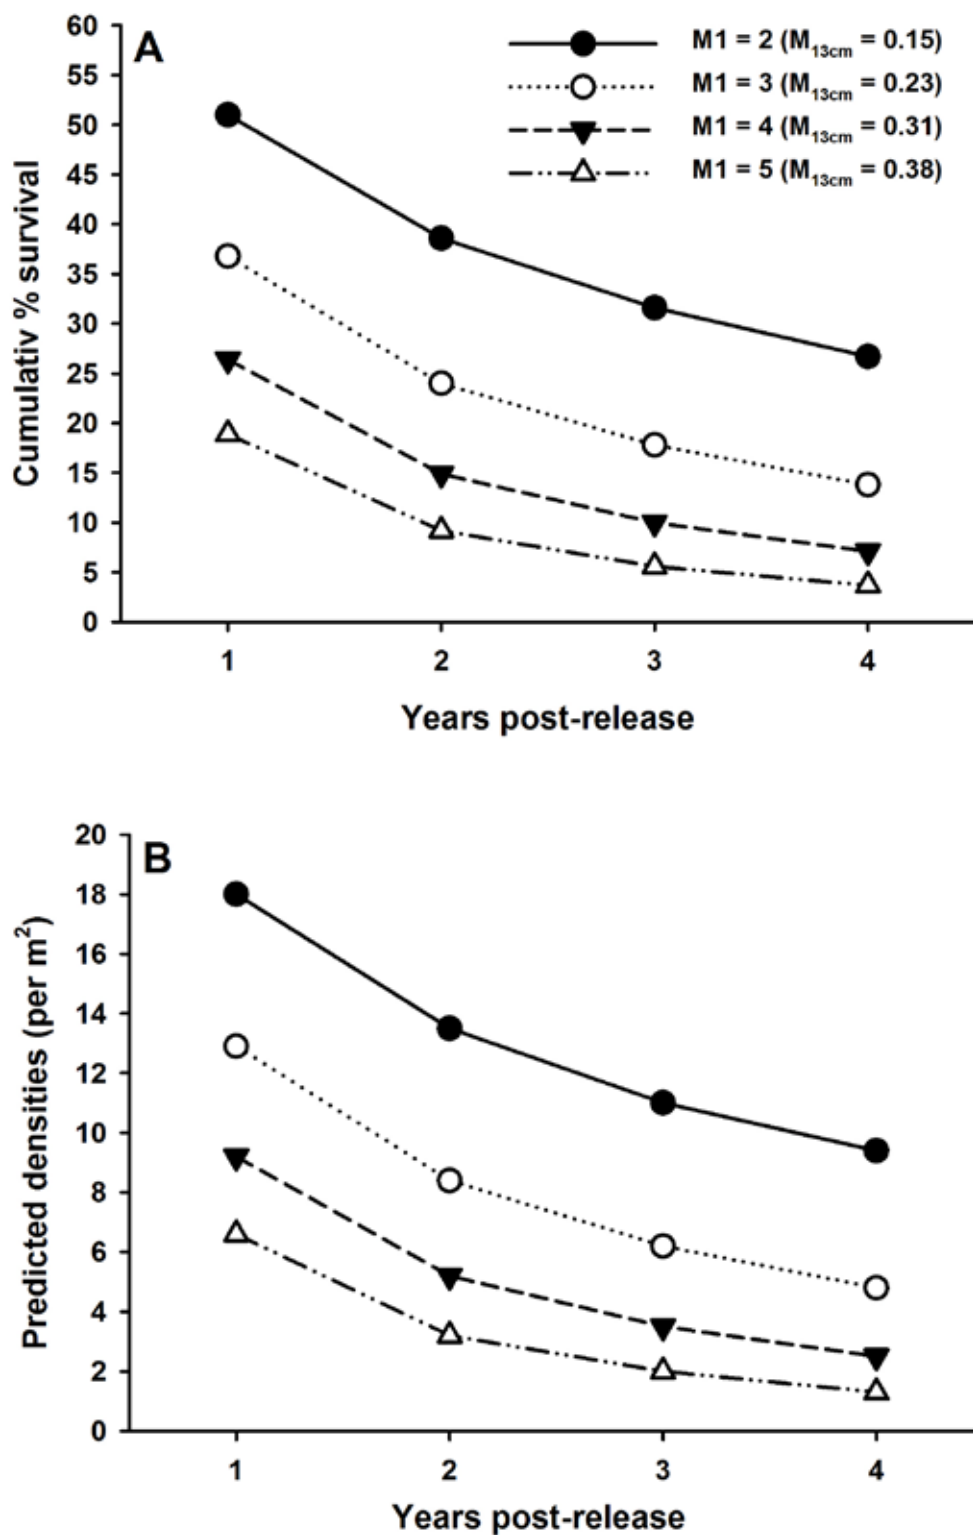 A
M1 = 2 (M13cm = 0.15)
M1 = 3 (M13cm = 0.23)
M1 = 4 (M13cm = 0.31)
M1 = 5 (M13cm = 0.38)
Cumulativ % survival
60
55
50
45
40
35
30
25
20
15
10
5
0
1 2 3 4
Years post-release
B
Predicted densities (per m²)
20
18
16
14
12
10
8
6
4
2
0
1 2 3 4
Years post-release